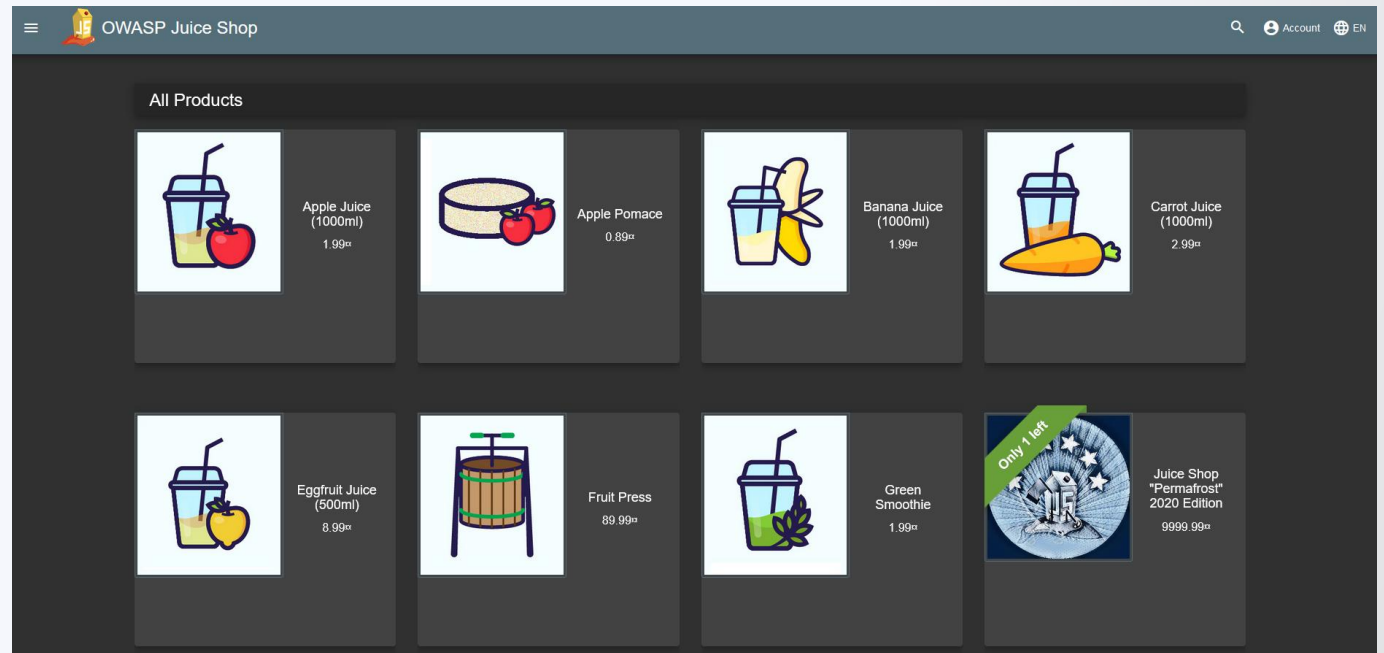 OWASP Juice Shop
Account
EN
All Products
Apple Juice
(1000ml)
1.99¤
Apple Pomace
0.89¤
Banana Juice
(1000ml)
1.99¤
Carrot Juice
(1000ml)
2.99¤
Eggfruit Juice
(500ml)
8.99¤
Fruit Press
89.99¤
Green
Smoothie
1.99¤
Only 1 left
JS
Juice Shop
"Permafrost"
2020 Edition
9999.99¤